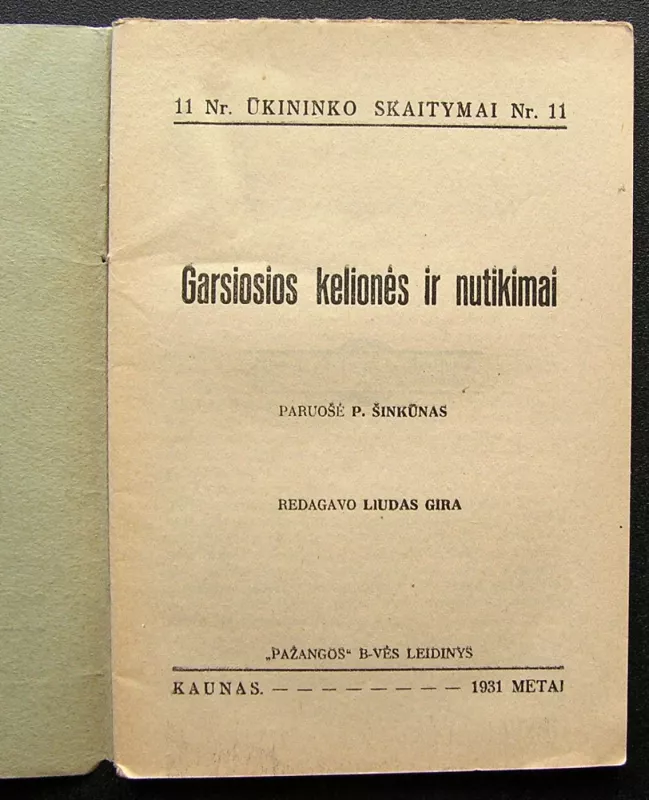 11 Nr. ŪKININKO SKAITYMAI Nr. 11
Garsiosios kelionės ir nutikimai
PARUOŠĖ P. ŠINKŪNAS
REDAGAVO LIUDAS GIRA
„PAŽANGOS“ B-VĖS LEIDINYS
KAUNAS. — — — — — — — — 1931 METAI